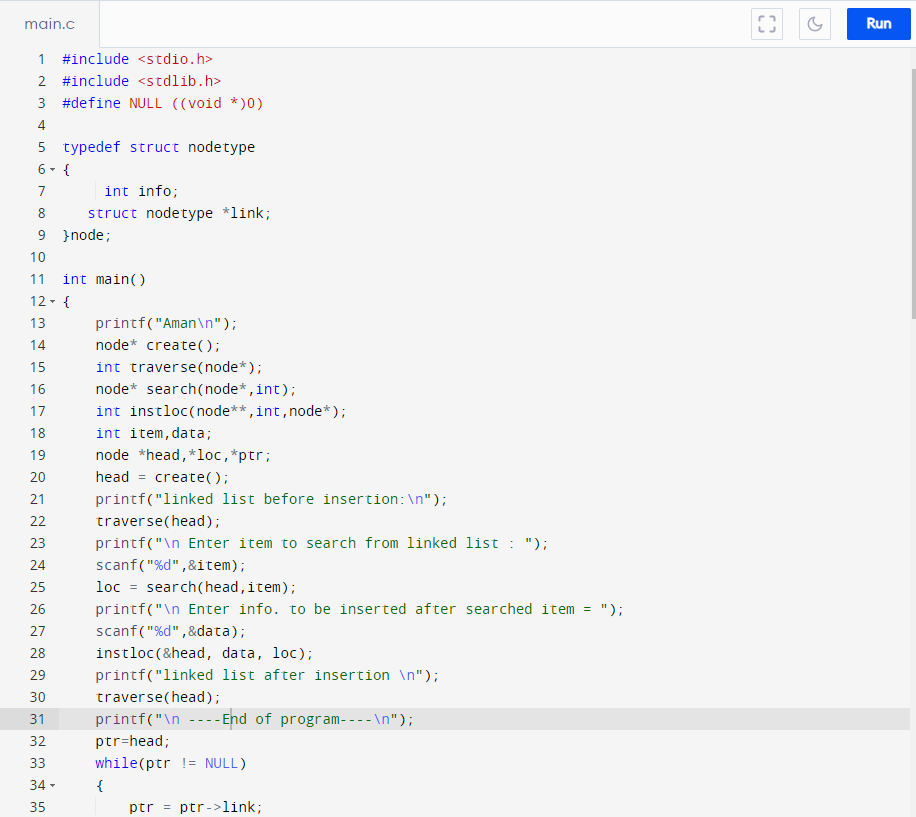 main.c
Run
1 #include <stdio.h>
2 #include <stdlib.h>
3 #define NULL ((void *)0)
4
5 typedef struct nodetype
6 {
7 int info;
8 struct nodetype *link;
9 }node;
10
11 int main()
12 {
13 printf("Aman\n");
14 node* create();
15 int traverse(node*);
16 node* search(node*,int);
17 int instloc(node**,int,node*);
18 int item,data;
19 node *head,*loc,*ptr;
20 head = create();
21 printf("linked list before insertion:\n");
22 traverse(head);
23 printf("\n Enter item to search from linked list : ");
24 scanf("%d",&item);
25 loc = search(head,item);
26 printf("\n Enter info. to be inserted after searched item = ");
27 scanf("%d",&data);
28 instloc(&head, data, loc);
29 printf("linked list after insertion \n");
30 traverse(head);
31 printf("\n ----End of program----\n");
32 ptr=head;
33 while(ptr != NULL)
34 {
35 ptr = ptr->link;